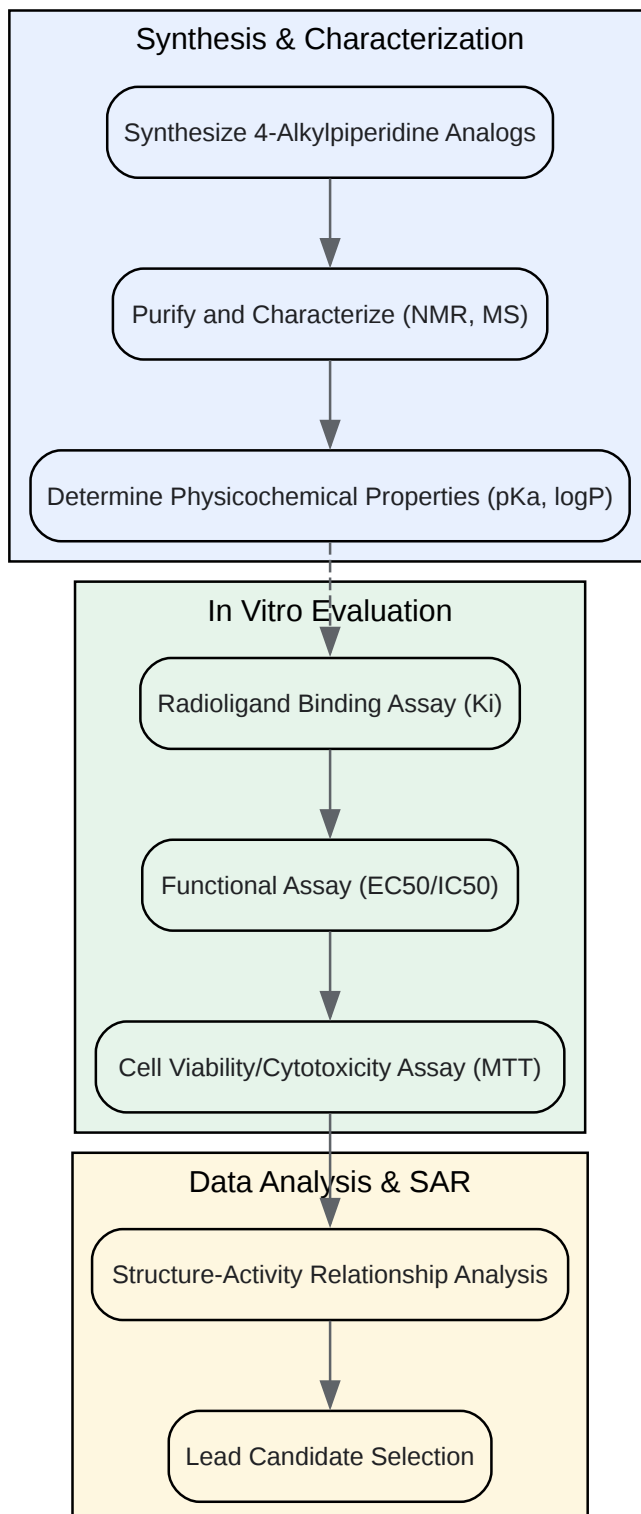 Synthesis & Characterization
Synthesize 4-Alkylpiperidine Analogs
Purify and Characterize (NMR, MS)
Determine Physicochemical Properties (pKa, logP)
In Vitro Evaluation
Radioligand Binding Assay (Ki)
Functional Assay (EC50/IC50)
Cell Viability/Cytotoxicity Assay (MTT)
Data Analysis & SAR
Structure-Activity Relationship Analysis
Lead Candidate Selection